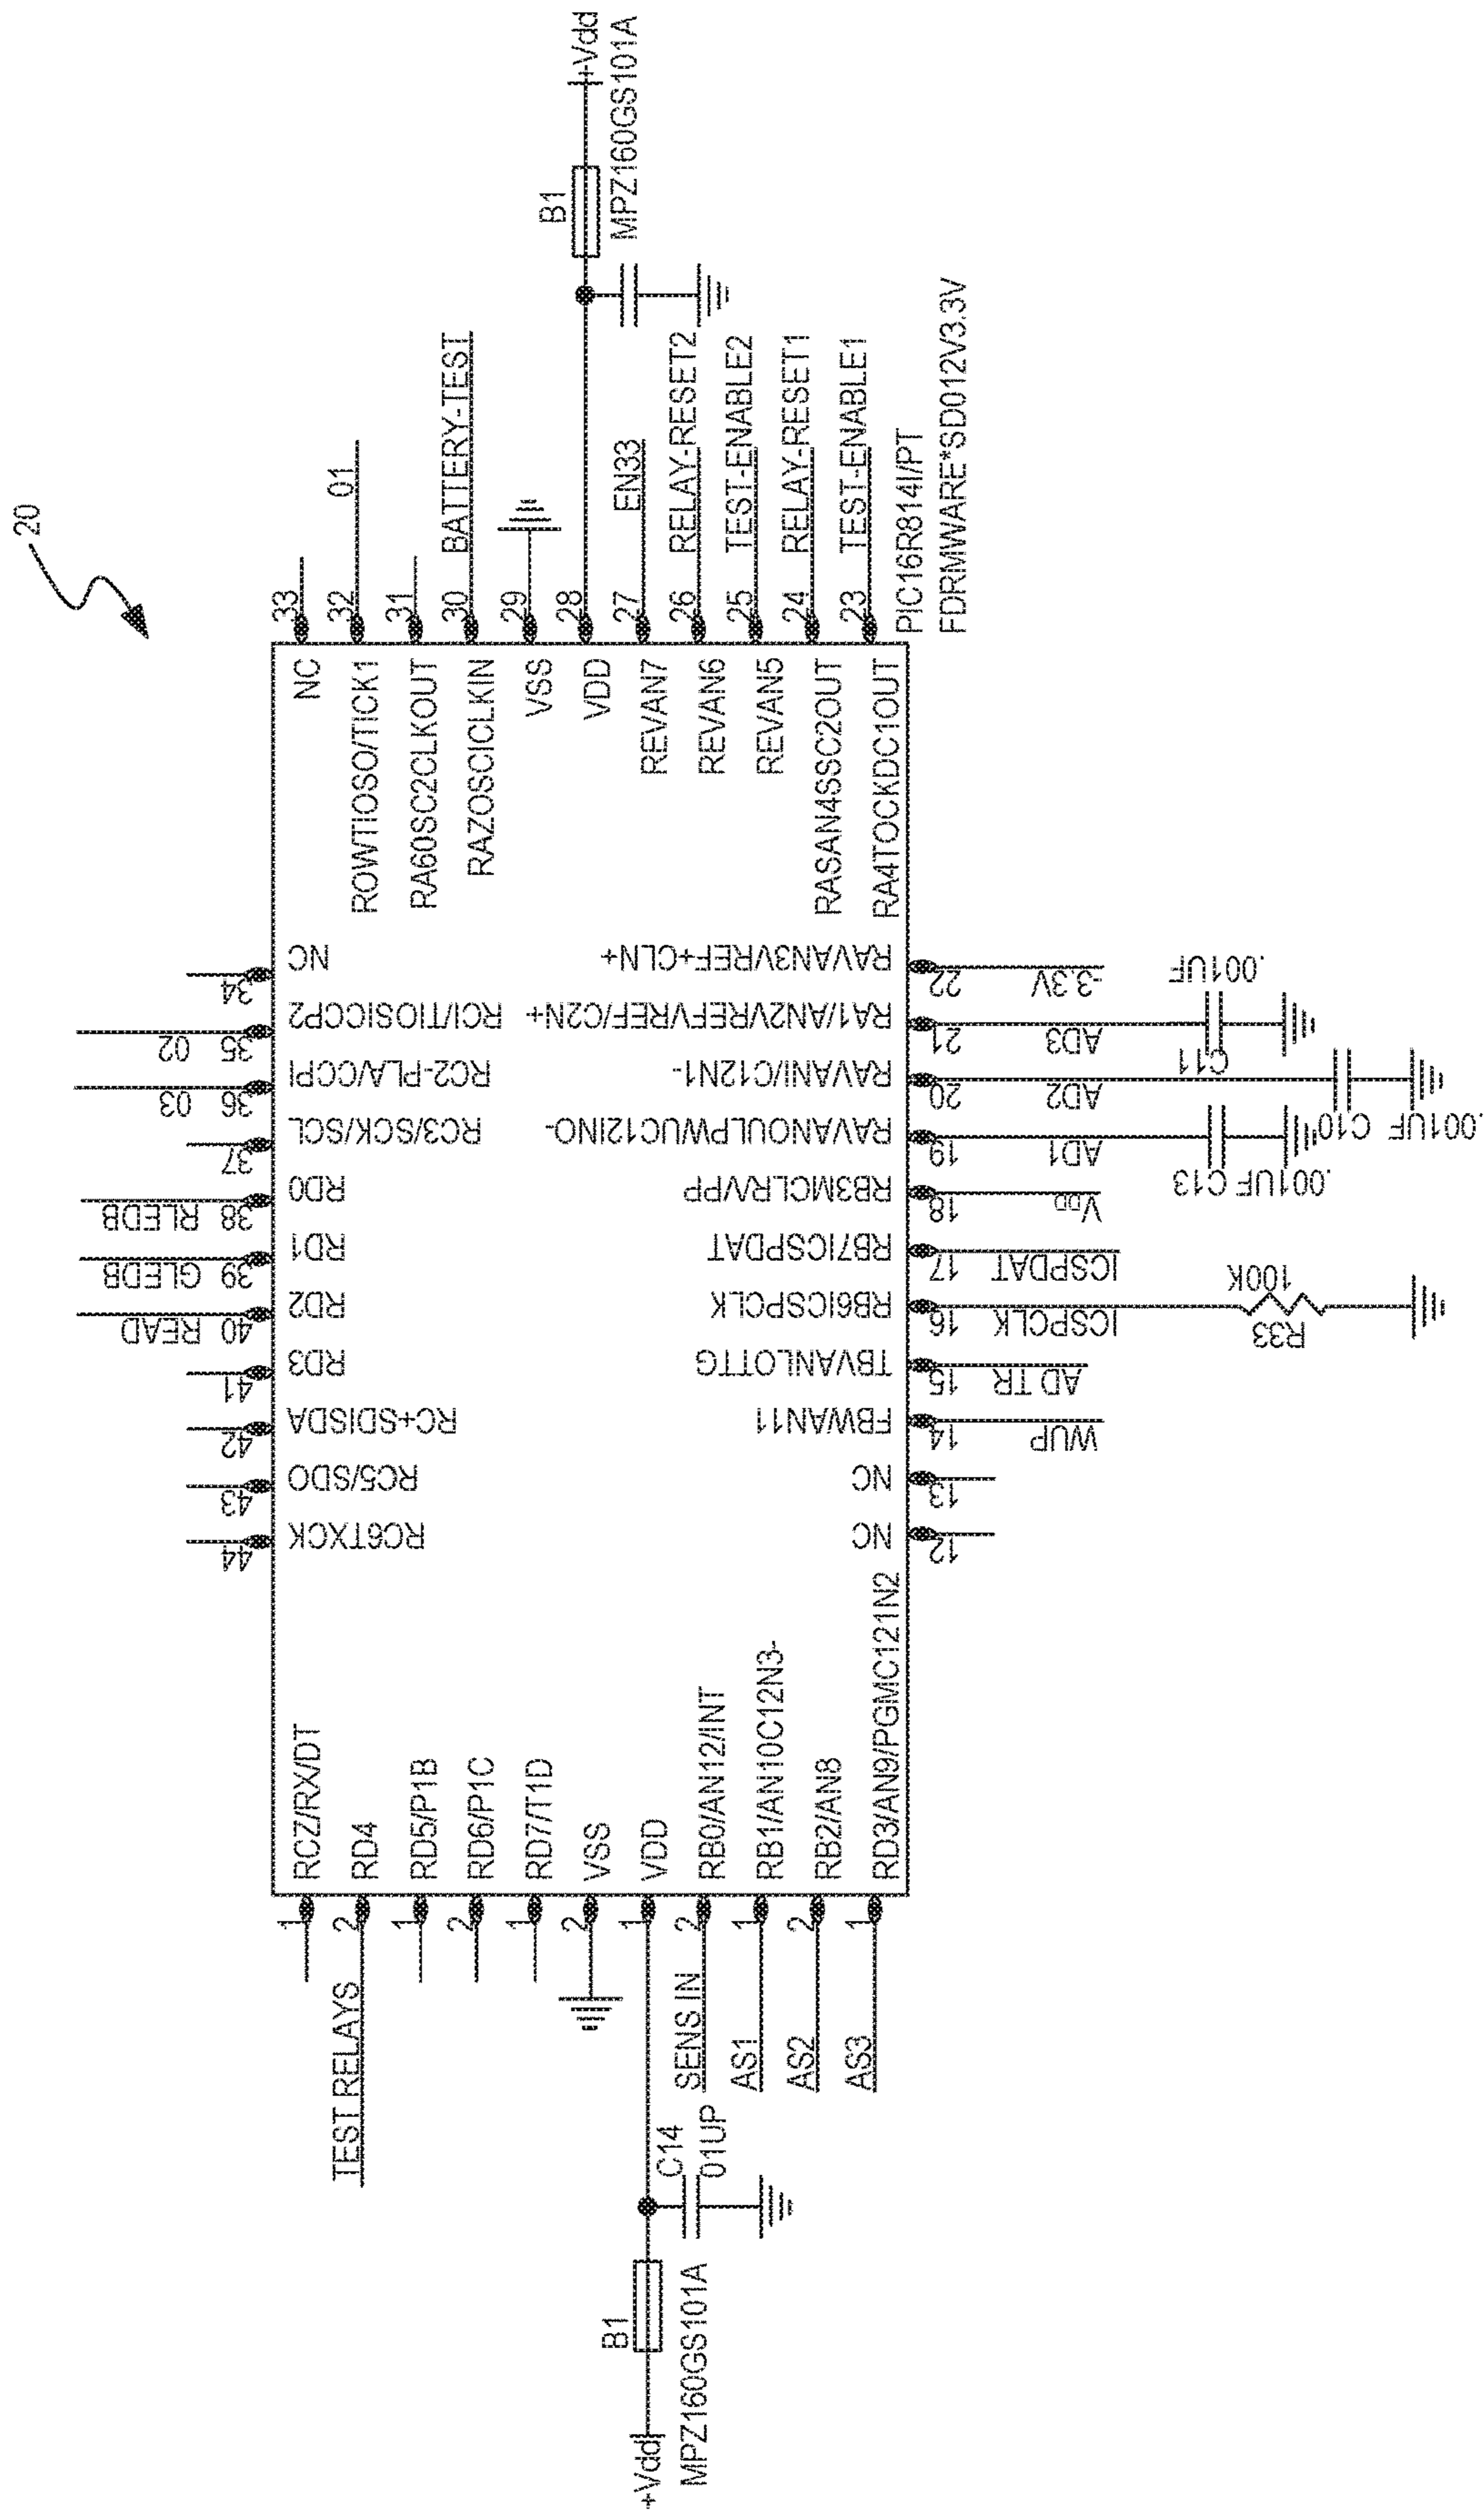 20
33
NC
32
01
ROWTIOSO/TICK1
31
RA60SC2CLKOUT
30
BATTERY-TEST
RAZOSCICLKIN
29
VSS
28
VDD
B1
+Vdd
MPZ160GS101A
27
EN33
REVAN7
26
RELAY-RESET2
REVAN6
25
TEST-ENABLE2
REVAN5
24
RELAY-RESET1
RASAN4SSC2OUT
23
TEST-ENABLE1
RA4TOCKDC1OUT
PIC16R814I/PT
FDRMWARE*SD012V3.3V
34
NC
35 02
RCI/TIOSICCP2
36 03
RC2-PLA/CCPI
37
RC3/SCK/SCL
38 RLEDB
RD0
39 GLEDB
RD1
40 READ
RD2
41
RD3
42
RC+SDISDA
43
RC5/SDO
44
RC6TXCK
RAVAN3VREF+CLN+
22 -3.3V
RA1/AN2VREFVREF/C2N+
21 AD3
.001UF
C11
RAVANI/C12N1-
20 AD2
.001UF C10
RAVANOULPWUC12INO-
19 AD1
.001UF C13
RB3MCLRVPP
18 VDD
RB7ICSPDAT
17 ICSPDAT
RB6ICSPCLK
16 ICSPCLK
100K
R33
TBVANLOTTG
15 AD TR
FBWAN11
14 WUP
NC
13
NC
12
RCZ/RX/DT
1
RD4
2
TEST RELAYS
RD5/P1B
1
RD6/P1C
2
RD7/T1D
1
VSS
2
VDD
1
+Vdd
B1
MPZ160GS101A
C14
01UP
RB0/AN12/INT
2
SENS IN
RB1/AN10C12N3-
1
AS1
RB2/AN8
2
AS2
RD3/AN9/PGMC121N2
1
AS3